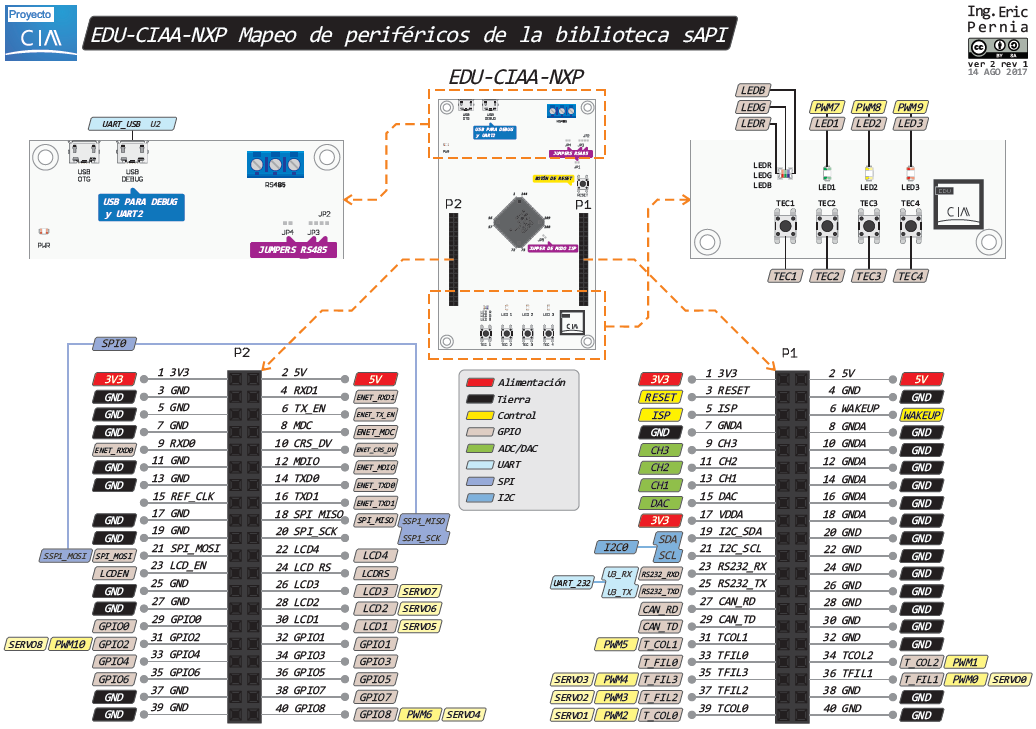 Proyecto
CIAA
EDU-CIAA-NXP Mapeo de periféricos de la biblioteca sAPI
Ing.Eric
Pernia
BY SA
ver 2 rev 1
14 AGO 2017
EDU-CIAA-NXP
UART_USB U2
USB OTG
USB DEBUG
USB PARA DEBUG
y UART2
RS485
JP2
JP4 JP3
JUMPERS RS485
PWR
USB PARA DEBUG
y UART2
JUMPERS RS485
BOTÓN DE RESET
P2
P1
JUMPER DE MODO ISP
LEDB
LEDG
LEDR
PWM7 PWM8 PWM9
LED1 LED2 LED3
LEDR
LEDG
LEDB
LED1 LED2 LED3
TEC1 TEC2 TEC3 TEC4
EDU
CIAA
TEC1 TEC2 TEC3 TEC4
SPI0
P2
3V3 1 3V3 2 5V 5V
GND 3 GND 4 RXD1 ENET_RXD1
GND 5 GND 6 TX_EN ENET_TX_EN
GND 7 GND 8 MDC ENET_MDC
ENET_RXD0 9 RXD0 10 CRS_DV ENET_CRS_DV
GND 11 GND 12 MDIO ENET_MDIO
GND 13 GND 14 TXD0 ENET_TXD0
15 REF_CLK 16 TXD1 ENET_TXD1
GND 17 GND 18 SPI_MISO SPI_MISO SSP1_MISO
GND 19 GND 20 SPI_SCK SSP1_SCK
SSP1_MOSI SPI_MOSI 21 SPI_MOSI 22 LCD4 LCD4
LCDEN 23 LCD_EN 24 LCD_RS LCDRS
GND 25 GND 26 LCD3 LCD3 SERVO7
GND 27 GND 28 LCD2 LCD2 SERVO6
GPIO0 29 GPIO0 30 LCD1 LCD1 SERVO5
SERVO8 PWM10 GPIO2 31 GPIO2 32 GPIO1 GPIO1
GPIO4 33 GPIO4 34 GPIO3 GPIO3
GPIO6 35 GPIO6 36 GPIO5 GPIO5
GND 37 GND 38 GPIO7 GPIO7
GND 39 GND 40 GPIO8 GPIO8 PWM6 SERVO4
Alimentación
Tierra
Control
GPIO
ADC/DAC
UART
SPI
I2C
P1
3V3 1 3V3 2 5V 5V
RESET 3 RESET 4 GND GND
ISP 5 ISP 6 WAKEUP WAKEUP
GND 7 GNDA 8 GNDA GND
CH3 9 CH3 10 GNDA GND
CH2 11 CH2 12 GNDA GND
CH1 13 CH1 14 GNDA GND
DAC 15 DAC 16 GNDA GND
3V3 17 VDDA 18 GNDA GND
I2C0 SDA 19 I2C_SDA 20 GND GND
SCL 21 I2C_SCL 22 GND GND
UART_232 U3_RX RS232_RXD 23 RS232_RX 24 GND GND
U3_TX RS232_TXD 25 RS232_TX 26 GND GND
CAN_RD 27 CAN_RD 28 GND GND
CAN_TD 29 CAN_TD 30 GND GND
PWM5 T_COL1 31 TCOL1 32 GND GND
T_FIL0 33 TFIL0 34 TCOL2 T_COL2 PWM1
SERVO3 PWM4 T_FIL3 35 TFIL3 36 TFIL1 T_FIL1 PWM0 SERVO0
SERVO2 PWM3 T_FIL2 37 TFIL2 38 GND GND
SERVO1 PWM2 T_COL0 39 TCOL0 40 GND GND